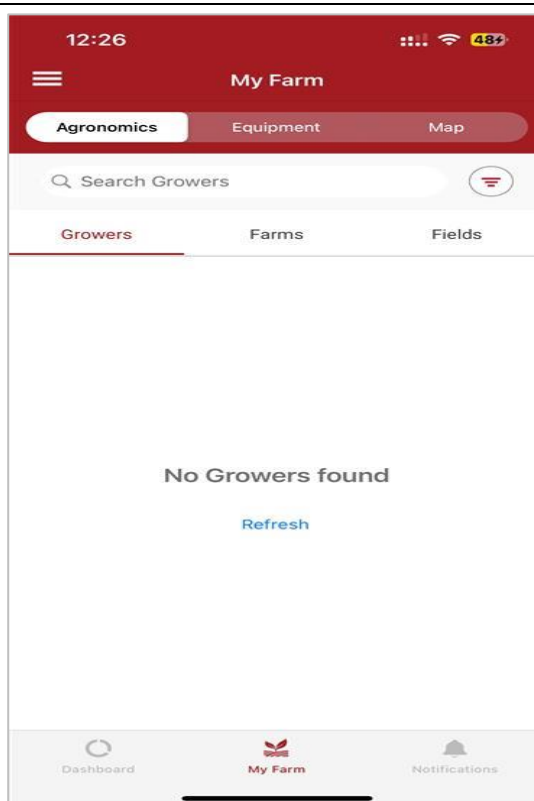 12:26 48
My Farm
Agronomics Equipment Map
Search Growers
Growers Farms Fields
No Growers found
Refresh
Dashboard My Farm Notifications